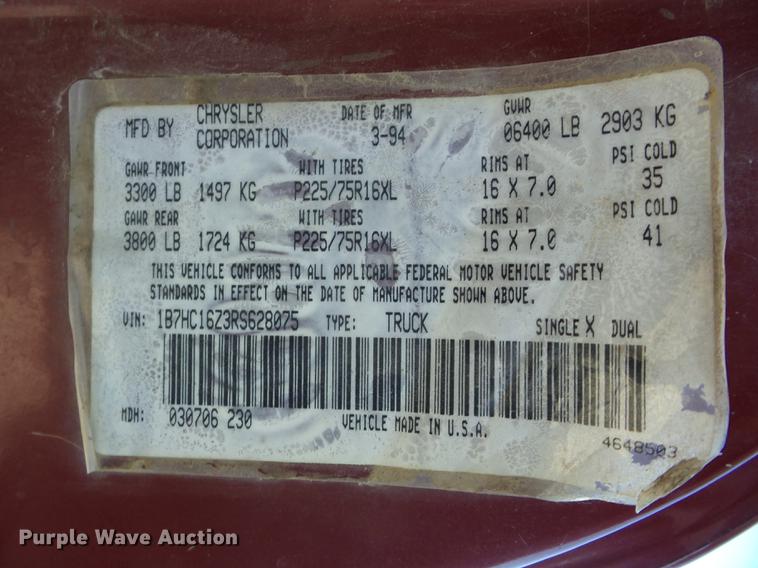 MFD BY CHRYSLER CORPORATION DATE OF MFR 3-94 GVWR 06400 LB 2903 KG
GAWR FRONT WITH TIRES RIMS AT PSI COLD
3300 LB 1497 KG P225/75R16XL 16 X 7.0 35
GAWR REAR WITH TIRES RIMS AT PSI COLD
3800 LB 1724 KG P225/75R16XL 16 X 7.0 41
THIS VEHICLE CONFORMS TO ALL APPLICABLE FEDERAL MOTOR VEHICLE SAFETY
STANDARDS IN EFFECT ON THE DATE OF MANUFACTURE SHOWN ABOVE.
VIN: 1B7HC16Z3RS628075 TYPE: TRUCK SINGLE X DUAL
MDH: 030706 230 VEHICLE MADE IN U.S.A.
4648503
Purple Wave Auction